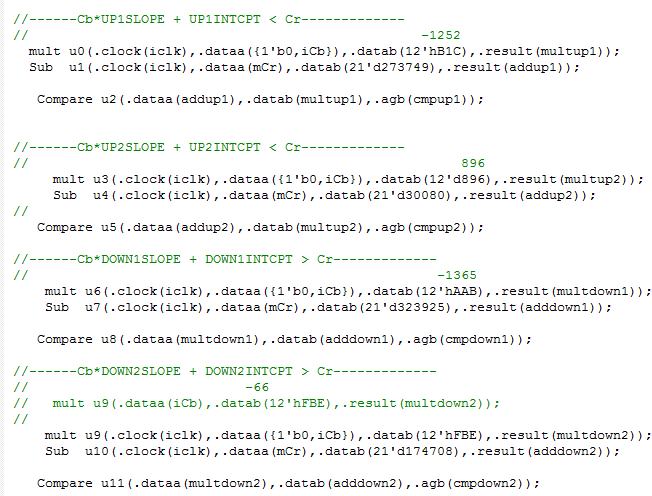 //------Cb*UP1SLOPE + UP1INTCPT < Cr-------------
// -1252
mult u0(.clock(iclk),.dataa({1'b0,iCb}),.datab(12'hB1C),.result(multup1));
Sub u1(.clock(iclk),.dataa(mCr),.datab(21'd273749),.result(addup1));
Compare u2(.dataa(addup1),.datab(multup1),.agb(cmpup1));
//------Cb*UP2SLOPE + UP2INTCPT < Cr-------------
// 896
mult u3(.clock(iclk),.dataa({1'b0,iCb}),.datab(12'd896),.result(multup2));
Sub u4(.clock(iclk),.dataa(mCr),.datab(21'd30080),.result(addup2));
//
Compare u5(.dataa(addup2),.datab(multup2),.agb(cmpup2));
//------Cb*DOWN1SLOPE + DOWN1INTCPT > Cr-------------
// -1365
mult u6(.clock(iclk),.dataa({1'b0,iCb}),.datab(12'hAAB),.result(multdown1));
Sub u7(.clock(iclk),.dataa(mCr),.datab(21'd323925),.result(adddown1));
Compare u8(.dataa(multdown1),.datab(adddown1),.agb(cmpdown1));
//------Cb*DOWN2SLOPE + DOWN2INTCPT > Cr-------------
// -66
// mult u9(.dataa(iCb),.datab(12'hFBE),.result(multdown2));
//
mult u9(.clock(iclk),.dataa({1'b0,iCb}),.datab(12'hFBE),.result(multdown2));
Sub u10(.clock(iclk),.dataa(mCr),.datab(21'd174708),.result(adddown2));
Compare u11(.dataa(multdown2),.datab(adddown2),.agb(cmpdown2));